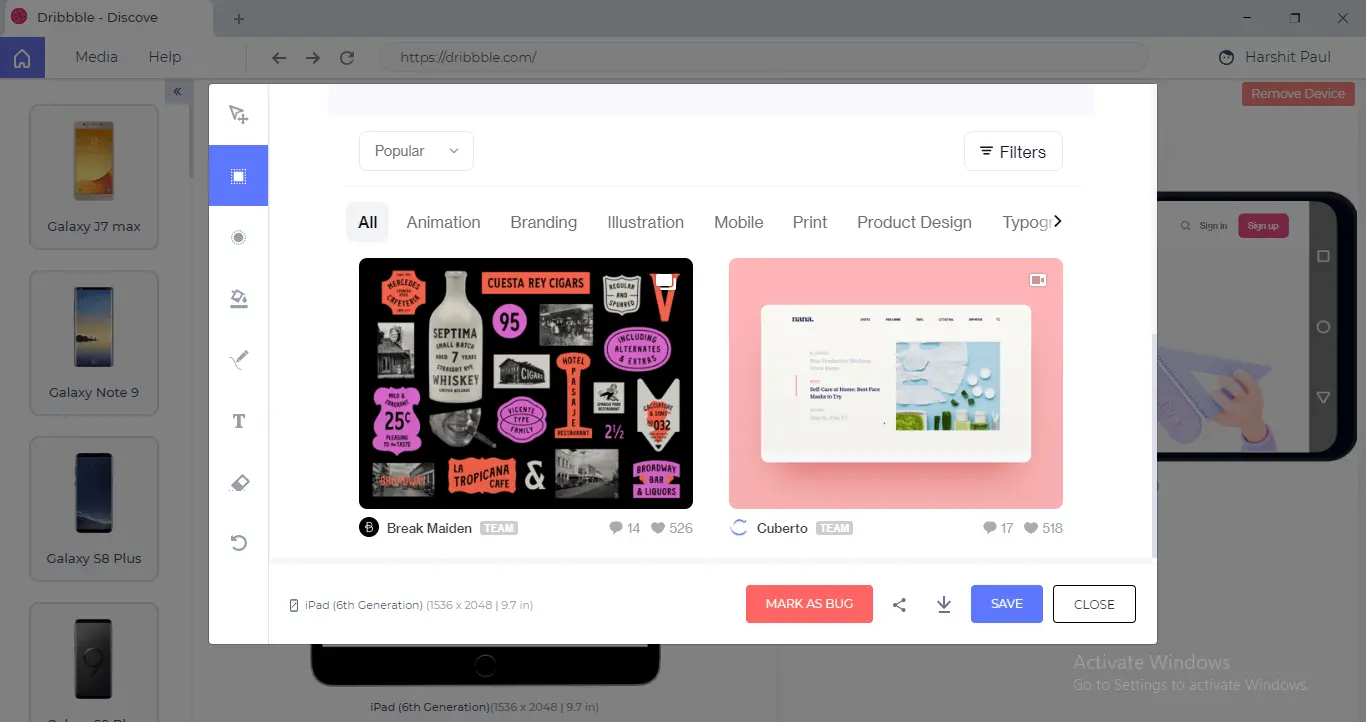 Dribbble - Discove
Media
Help
https://dribbble.com/
Harshit Paul
Remove Device
Galaxy J7 max
Galaxy Note 9
Galaxy S8 Plus
Popular
Filters
All
Animation
Branding
Illustration
Mobile
Print
Product Design
Typogr
Sign in
Sign up
MERCEDES
CAFETERIA
CUESTA REY CIGARS
REGULAR
AND
SPURRED
V
SEPTIMA
SMALL BATCH
AGED 7 YEARS
STRAIGHT RYE
WHISKEY
95
INCLUDING
ALTERNATES
& EXTRAS
CIGARS
HOTEL
PASAJE
RESTAURANT
MILD &
FRAGRANT
25¢
PLEASING
TO THE TASTE
VICENTE
TYPE
FAMILY
2½
CACCIATORE
& SONS
032
BROADWAY
LA
TROPICANA
CAFE
&
BROADWAY
BAR
& LIQUORS
nana.
Self-Care at Home: Best Face
Masks to Try
Break Maiden TEAM
14
526
Cuberto TEAM
17
518
T
iPad (6th Generation) (1536 x 2048 | 9.7 in)
MARK AS BUG
SAVE
CLOSE
iPad (6th Generation)(1536 x 2048 | 9.7 in)
Activate Windows
Go to Settings to activate Windows.